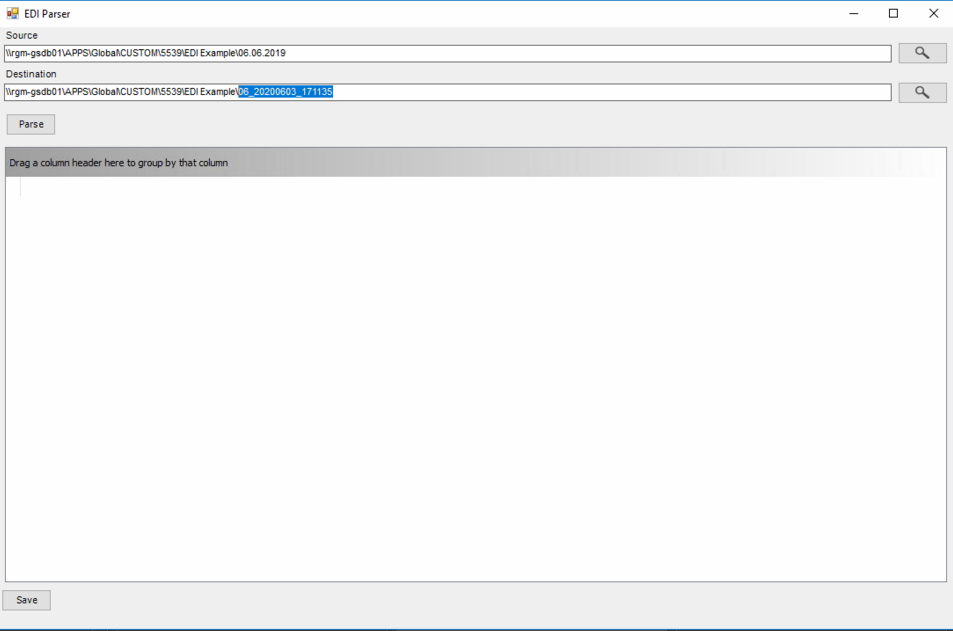 EDI Parser
Source
\\rgm-gsdb01\APPS\Global\CUSTOM\5539\EDI Example\06.06.2019
Destination
\\rgm-gsdb01\APPS\Global\CUSTOM\5539\EDI Example\06_20200603_171135
Parse
Drag a column header here to group by that column
Save